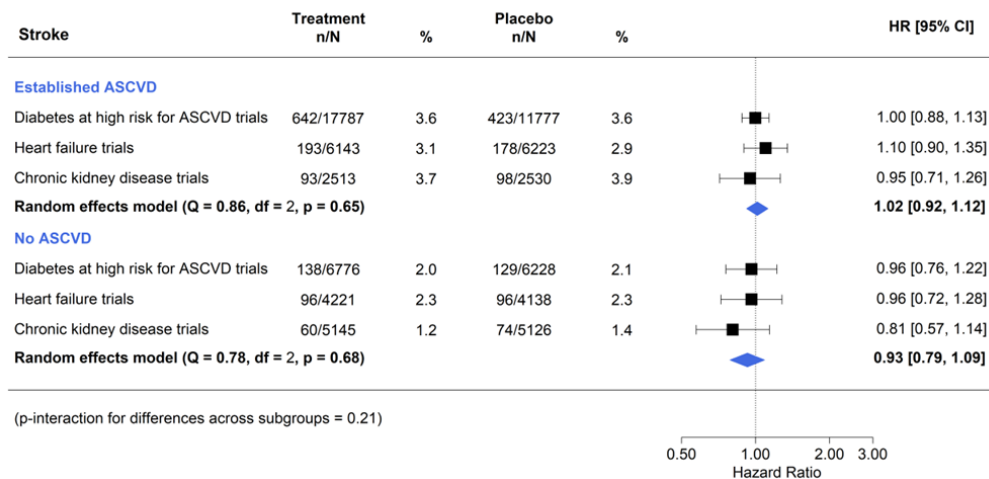 Stroke Treatment n/N % Placebo n/N % HR [95% CI]
Established ASCVD
Diabetes at high risk for ASCVD trials 642/17787 3.6 423/11777 3.6 1.00 [0.88, 1.13]
Heart failure trials 193/6143 3.1 178/6223 2.9 1.10 [0.90, 1.35]
Chronic kidney disease trials 93/2513 3.7 98/2530 3.9 0.95 [0.71, 1.26]
Random effects model (Q = 0.86, df = 2, p = 0.65) 1.02 [0.92, 1.12]
No ASCVD
Diabetes at high risk for ASCVD trials 138/6776 2.0 129/6228 2.1 0.96 [0.76, 1.22]
Heart failure trials 96/4221 2.3 96/4138 2.3 0.96 [0.72, 1.28]
Chronic kidney disease trials 60/5145 1.2 74/5126 1.4 0.81 [0.57, 1.14]
Random effects model (Q = 0.78, df = 2, p = 0.68) 0.93 [0.79, 1.09]
(p-interaction for differences across subgroups = 0.21)
0.50 1.00 2.00 3.00
Hazard Ratio